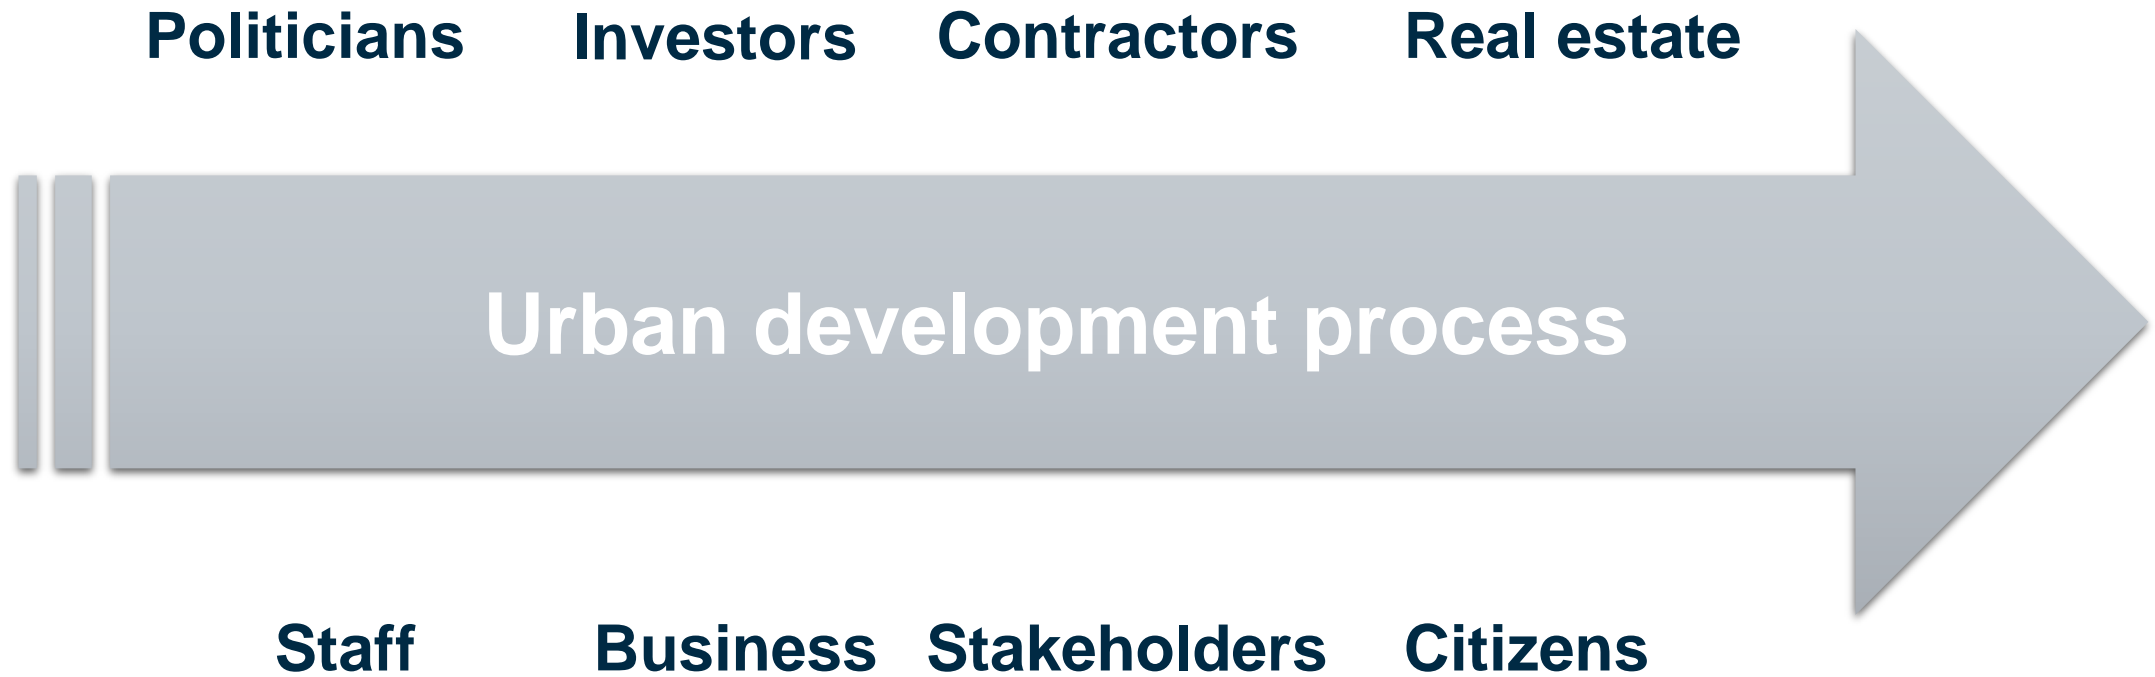 Politicians Investors Contractors Real estate
Urban development process
Staff Business Stakeholders Citizens